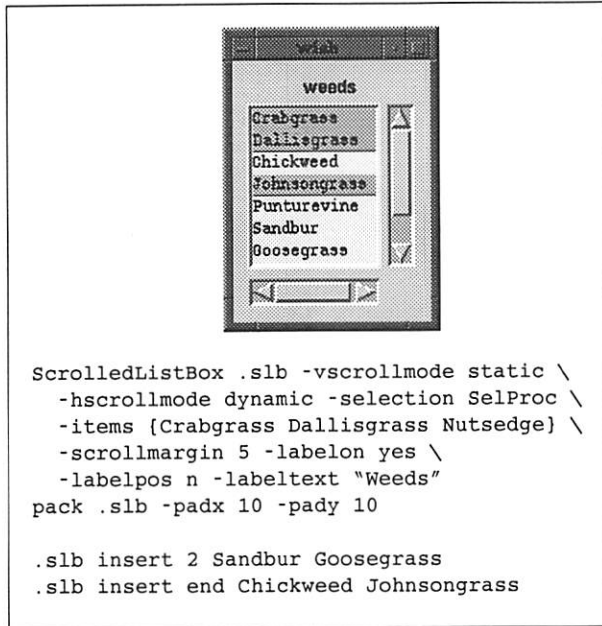 wish
weeds
Crabgrass
Dallisgrass
Chickweed
Johnsongrass
Punturevine
Sandbur
Goosegrass
ScrolledListBox .slb -vscrollmode static \
-hscrollmode dynamic -selection SelProc \
-items {Crabgrass Dallisgrass Nutsedge} \
-scrollmargin 5 -labelon yes \
-labelpos n -labeltext “Weeds”
pack .slb -padx 10 -pady 10
.slb insert 2 Sandbur Goosegrass
.slb insert end Chickweed Johnsongrass